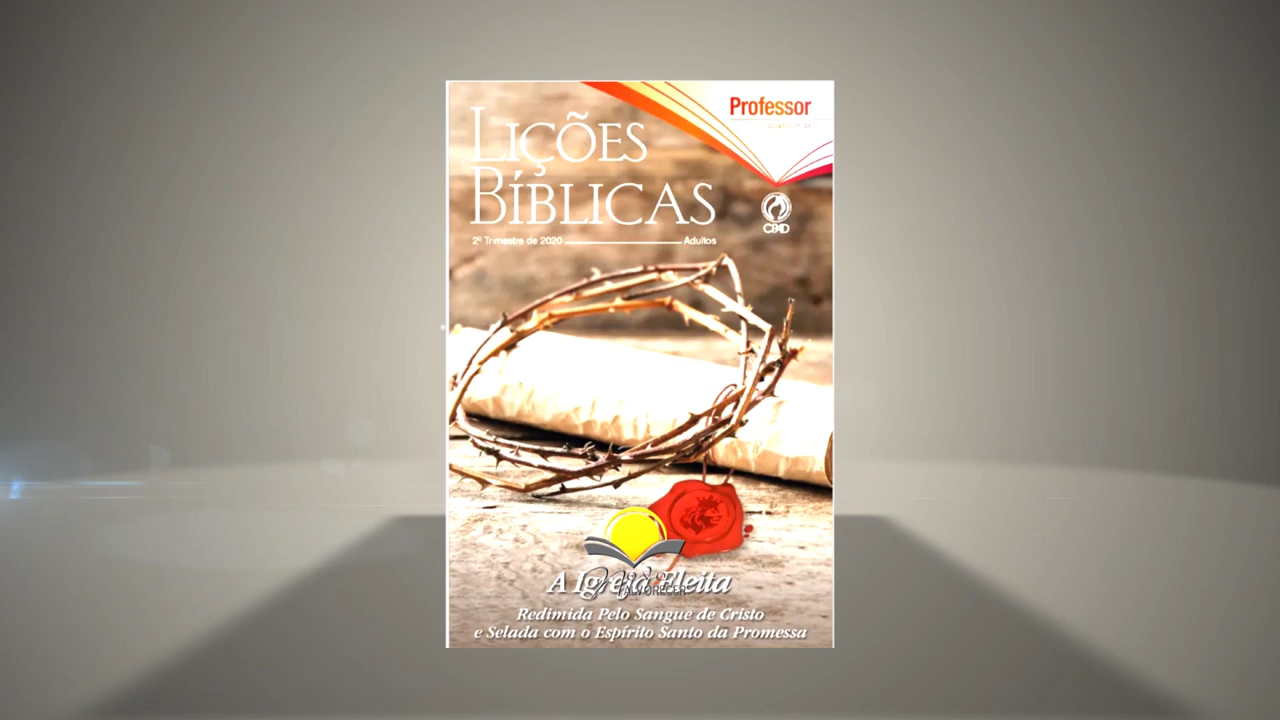 Professor
LIÇÕES
BÍBLICAS
CPAD
2º Trimestre de 2020
Adultos
A Igreja Eleita
ALVORECER
Redimida Pelo Sangue de Cristo
e Selada com o Espírito Santo da Promessa